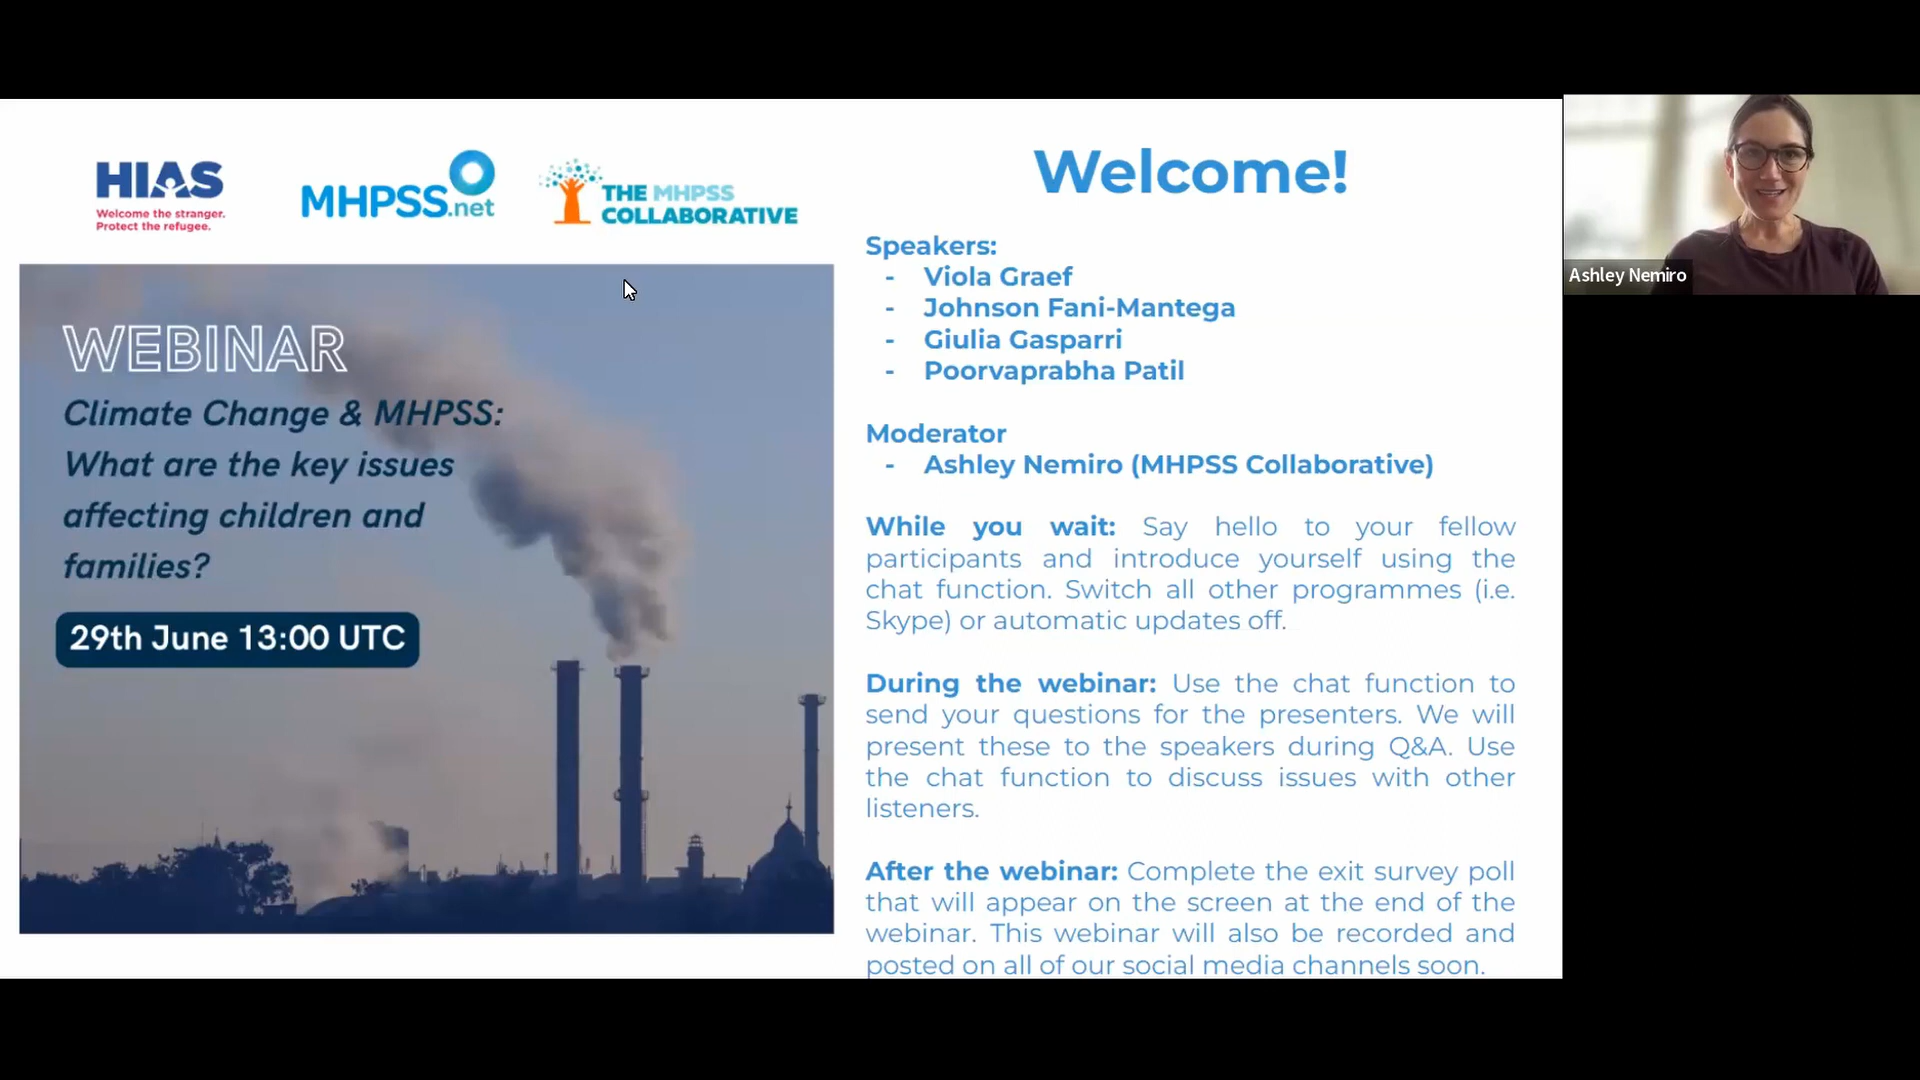 HIAS
Welcome the stranger.
Protect the refugee.
MHPSS.net
THE MHPSS
COLLABORATIVE
WEBINAR
Climate Change & MHPSS:
What are the key issues
affecting children and
families?
29th June 13:00 UTC
Welcome!
Speakers:
- Viola Graef
- Johnson Fani-Mantega
- Giulia Gasparri
- Poorvaprabha Patil
Moderator
- Ashley Nemiro (MHPSS Collaborative)
While you wait: Say hello to your fellow
participants and introduce yourself using the
chat function. Switch all other programmes (i.e.
Skype) or automatic updates off.
During the webinar: Use the chat function to
send your questions for the presenters. We will
present these to the speakers during Q&A. Use
the chat function to discuss issues with other
listeners.
After the webinar: Complete the exit survey poll
that will appear on the screen at the end of the
webinar. This webinar will also be recorded and
posted on all of our social media channels soon.
Ashley Nemiro